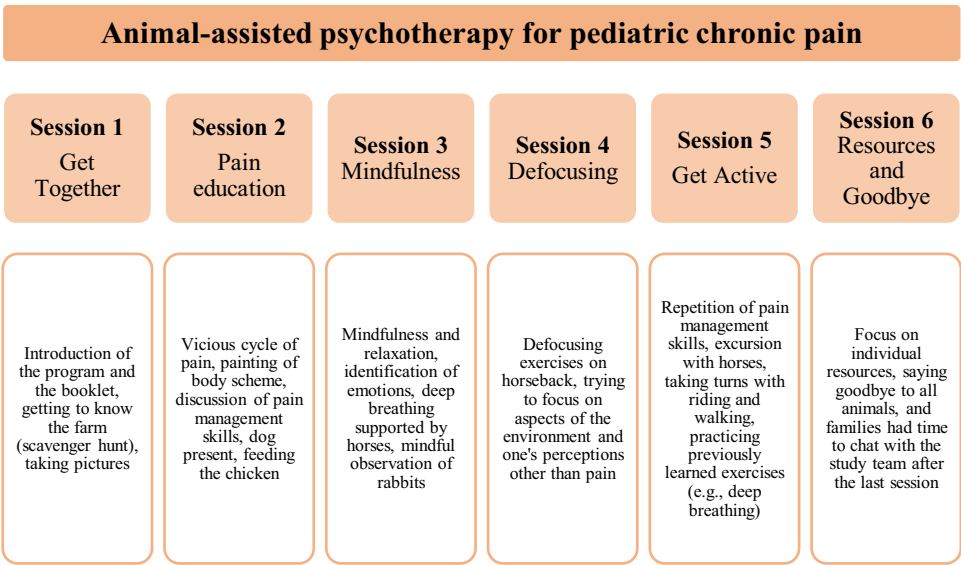 Animal-assisted psychotherapy for pediatric chronic pain
Session 1
Get
Together
Session 2
Pain
education
Session 3
Mindfulness
Session 4
Defocusing
Session 5
Get Active
Session 6
Resources
and
Goodbye
Introduction of
the program and
the booklet,
getting to know
the farm
(scavenger hunt),
taking pictures
Vicious cycle of
pain, painting of
body scheme,
discussion of pain
management
skills, dog
present, feeding
the chicken
Mindfulness and
relaxation,
identification of
emotions, deep
breathing
supported by
horses, mindful
observation of
rabbits
Defocusing
exercises on
horseback, trying
to focus on
aspects of the
environment and
one's perceptions
other than pain
Repetition of pain
management
skills, excursion
with horses,
taking turns with
riding and
walking,
practicing
previously
learned exercises
(e.g., deep
breathing)
Focus on
individual
resources, saying
goodbye to all
animals, and
families had time
to chat with the
study team after
the last session